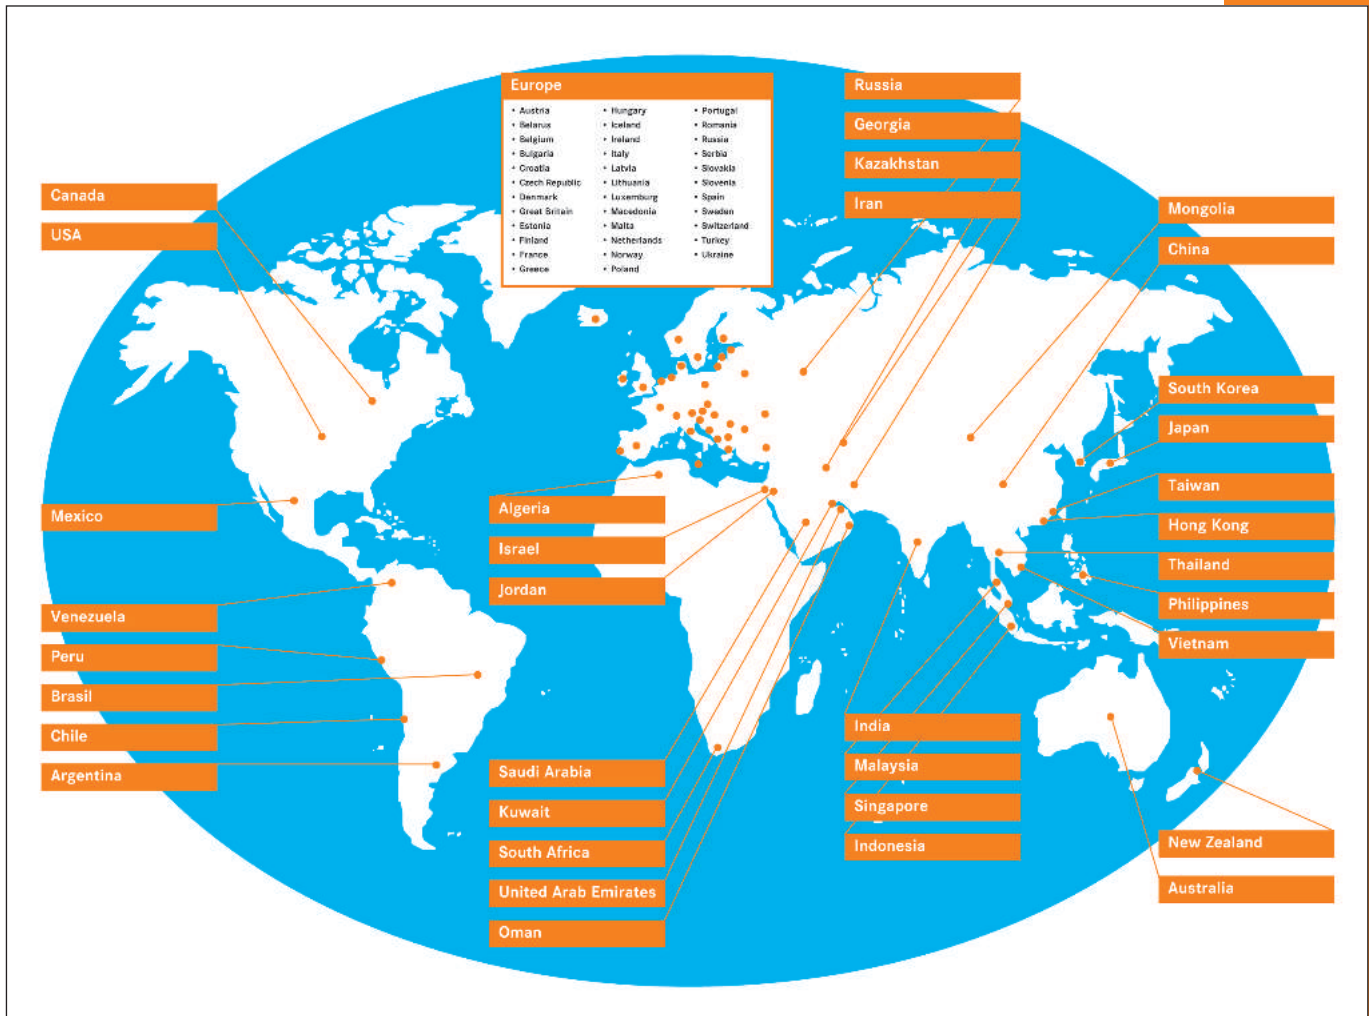 Europe
• Austria
• Belarus
• Belgium
• Bulgaria
• Croatia
• Czech Republic
• Denmark
• Great Britain
• Estonia
• Finland
• France
• Greece
• Hungary
• Iceland
• Ireland
• Italy
• Latvia
• Lithuania
• Luxemburg
• Macedonia
• Malta
• Netherlands
• Norway
• Poland
• Portugal
• Romania
• Russia
• Serbia
• Slovakia
• Slovenia
• Spain
• Sweden
• Switzerland
• Turkey
• Ukraine
Russia
Georgia
Kazakhstan
Iran
Canada
USA
Mexico
Venezuela
Peru
Brasil
Chile
Argentina
Algeria
Israel
Jordan
Saudi Arabia
Kuwait
South Africa
United Arab Emirates
Oman
India
Malaysia
Singapore
Indonesia
Mongolia
China
South Korea
Japan
Taiwan
Hong Kong
Thailand
Philippines
Vietnam
New Zealand
Australia